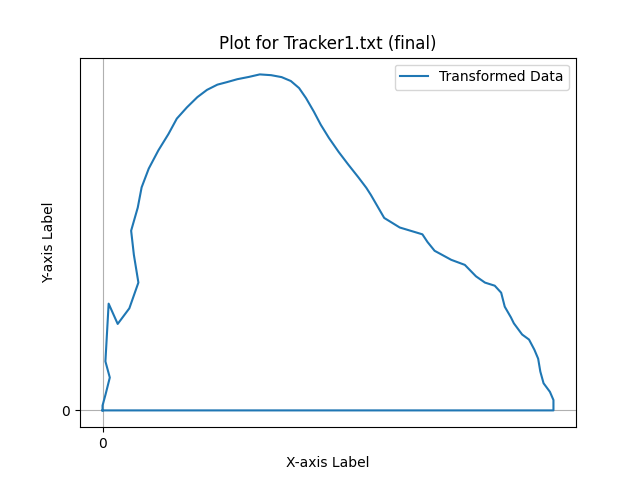 Plot for Tracker1.txt (final)
Transformed Data
Y-axis Label
0
0
X-axis Label